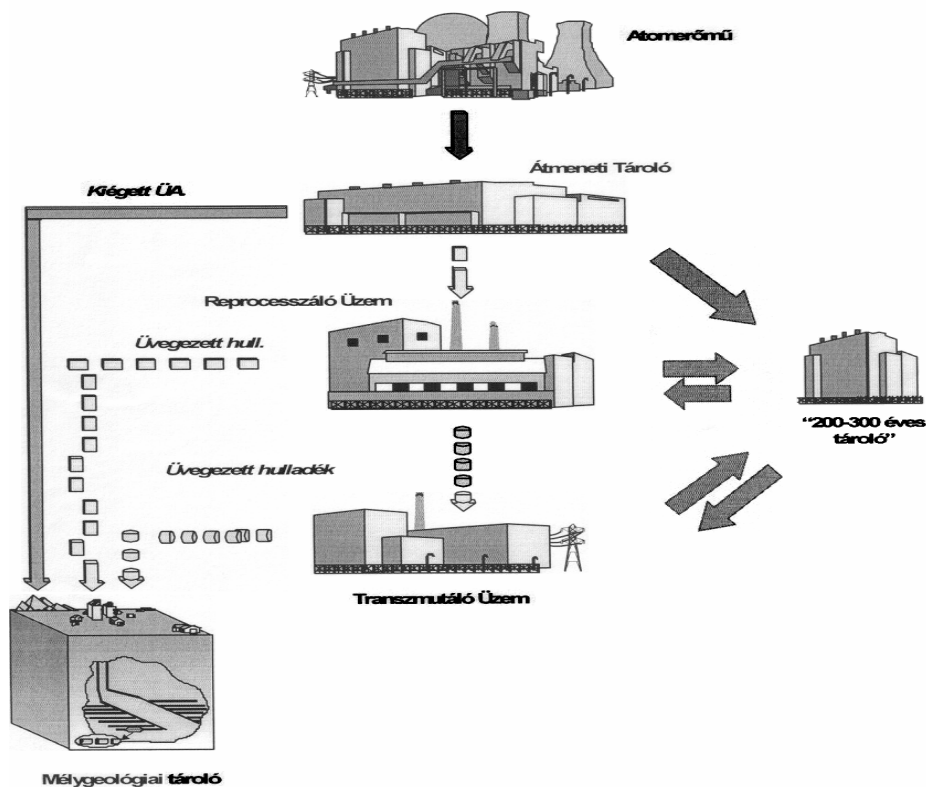 Atomerőmű
Átmeneti Tároló
Kiégett ÜA.
Reprocesszáló Üzem
Üvegezett hull.
"200-300 éves
tároló"
Üvegezett hulladék
Transzmutáló Üzem
Mélygeológiai tároló